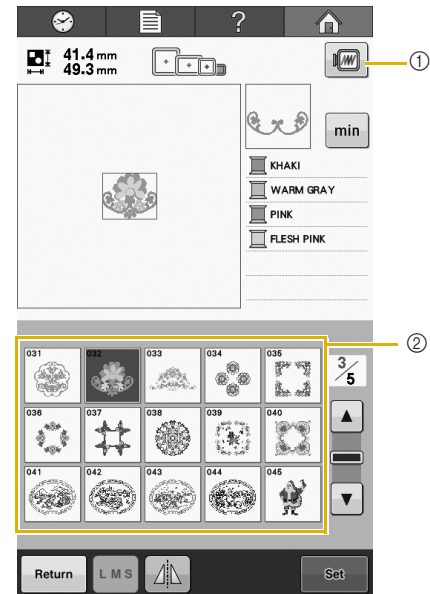 ?
41.4 mm
49.3 mm
①
min
KHAKI
WARM GRAY
PINK
FLESH PINK
②
031 032 033 034 035
3/5
036 037 038 039 040
041 042 043 044 045
Return L M S Set